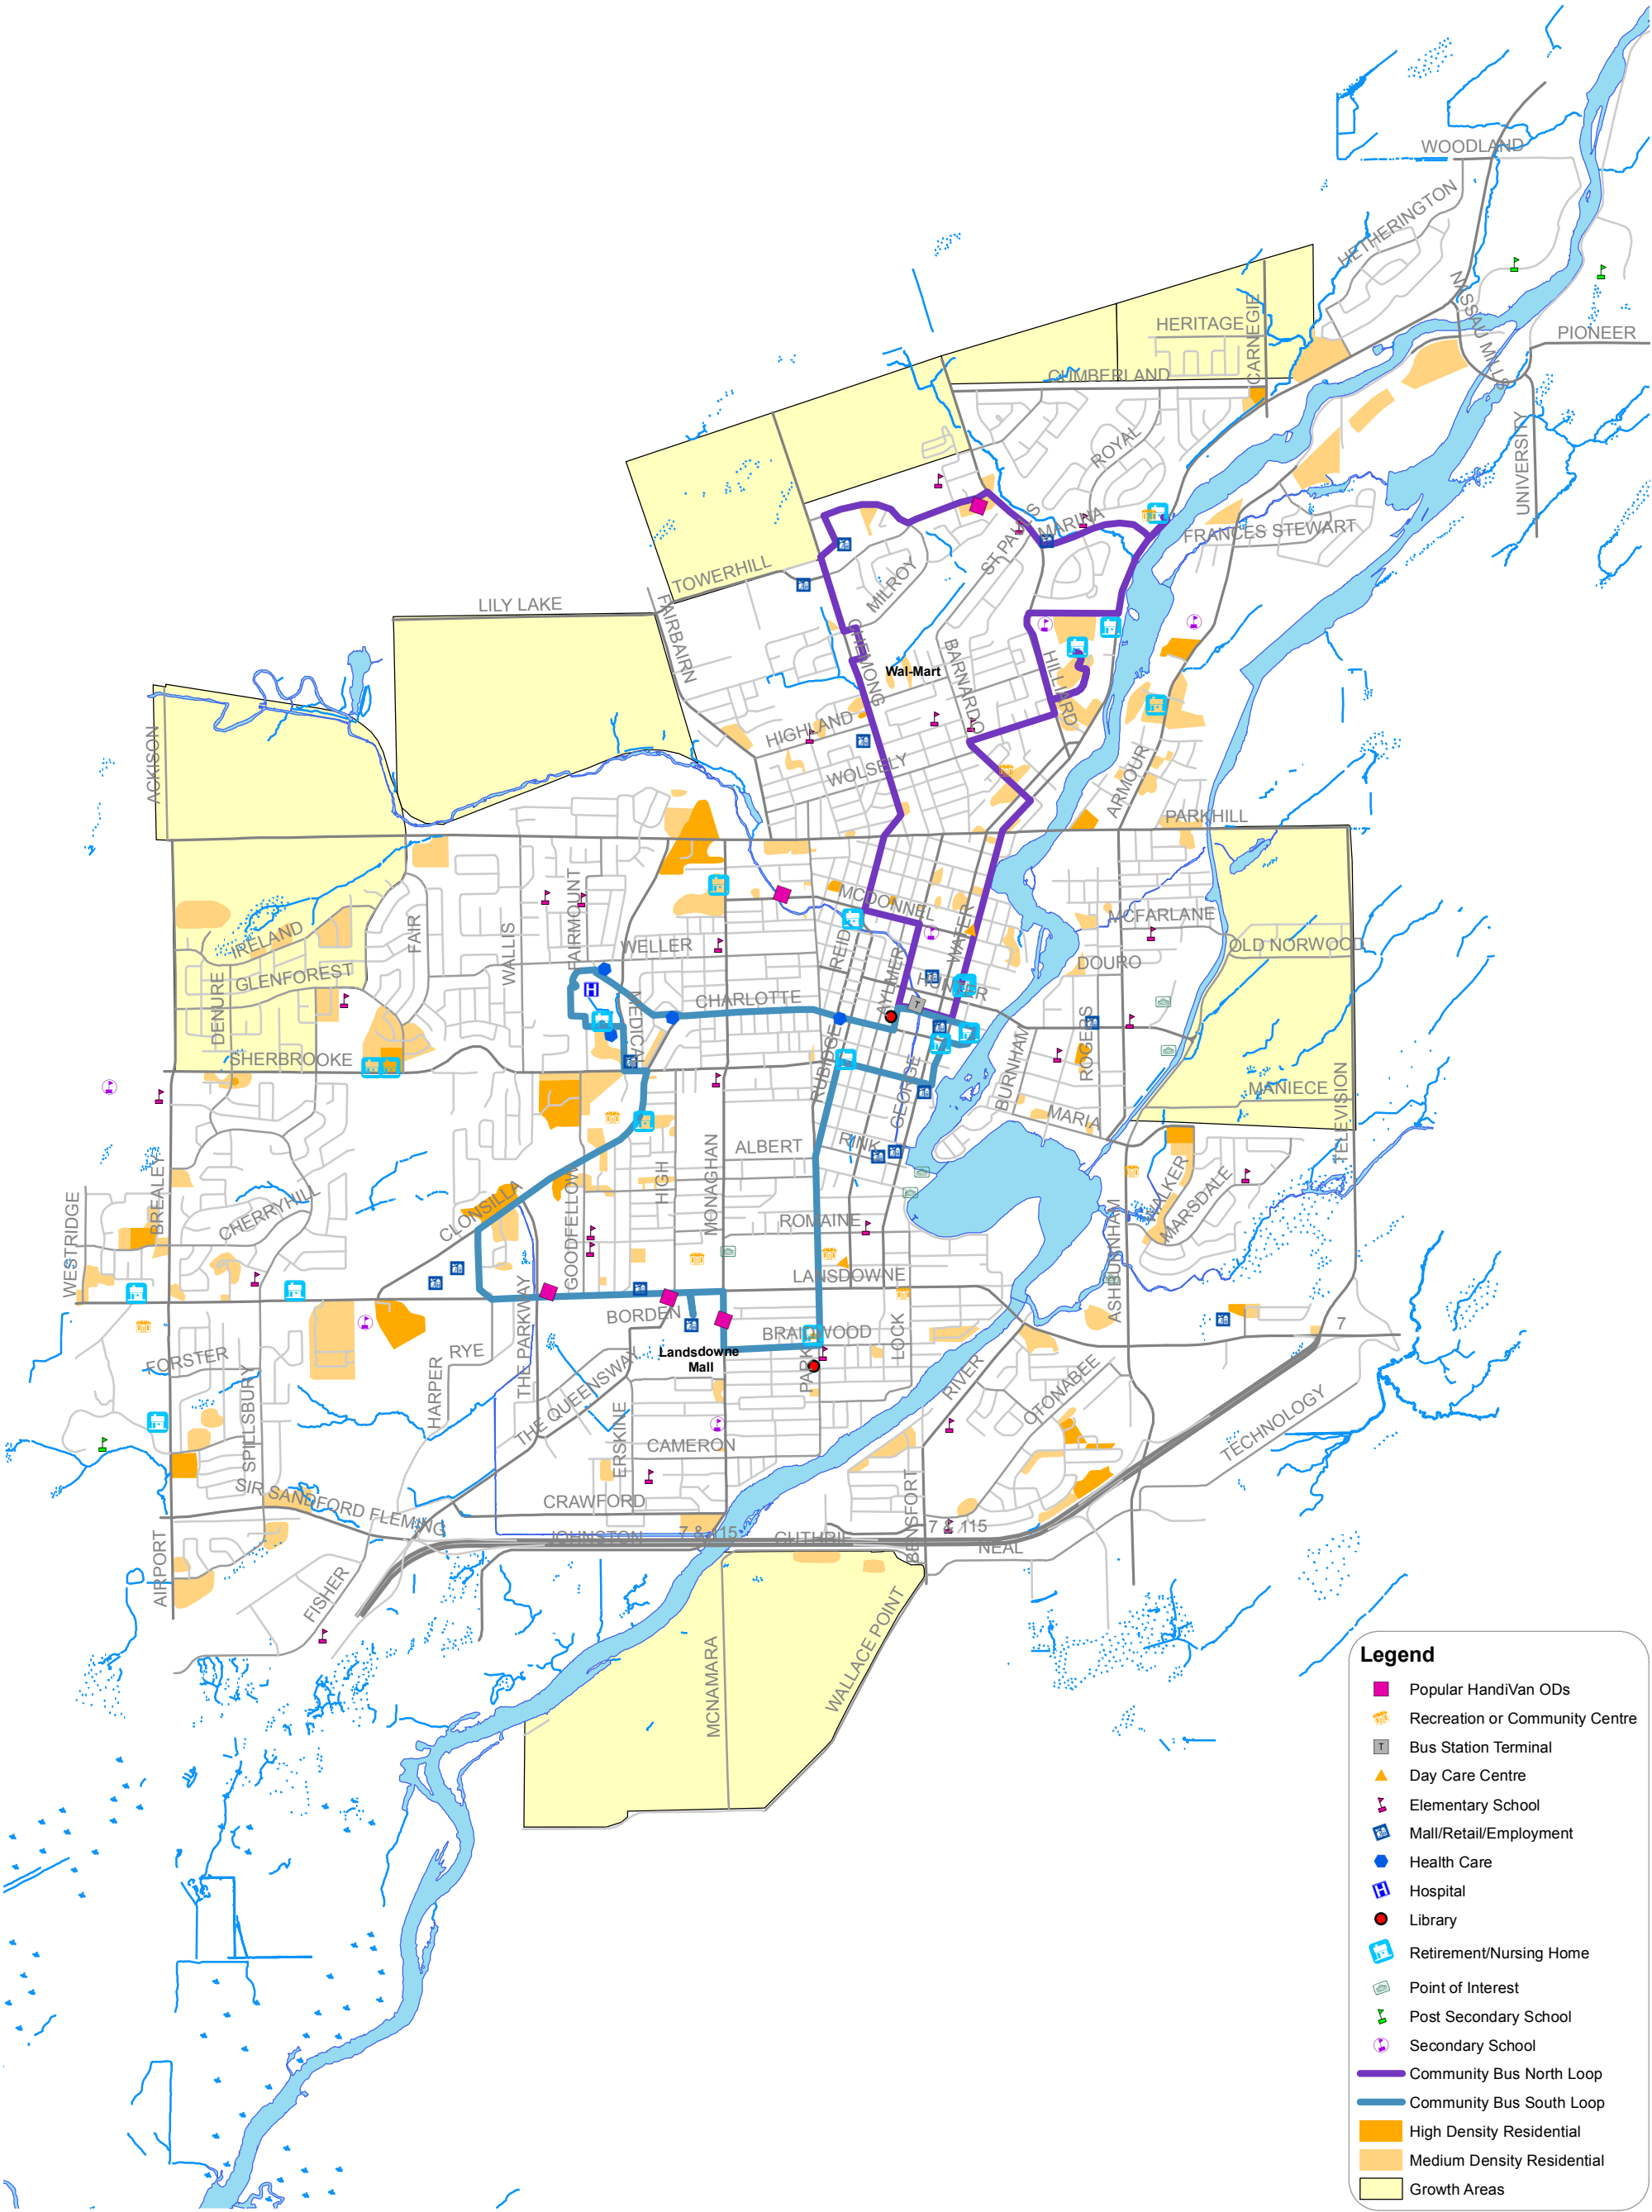 WOODLAND
HETHERINGTON
NASSAU MILLS
PIONEER
HERITAGE
CARNEGIE
CUMBERLAND
UNIVERSITY
ROYAL
ST PAUL'S
MARINA
FRANCES STEWART
TOWERHILL
MILROY
LILY LAKE
FAIRBAIRN
CHEMONG
BARNARDO
HILLIARD
Wal-Mart
HIGHLAND
WOLSELY
ACKISON
ARMOUR
PARKHILL
MCDONNEL
MCFARLANE
FAIRMOUNT
FAIR
WALLIS
WELLER
REID
AYLMER
WATER
OLD NORWOOD
IRELAND
GLENFOREST
DENURE
DOURO
HUNTER
MEDICAL
CHARLOTTE
T
H
SHERBROOKE
RUBIDGE
GEORGE
BURNHAM
ROGERS
MANIECE
TELEVISION
MARIA
RINK
ALBERT
MONAGHAN
HIGH
GOODFELLOW
CLONSILLA
CHERRYHILL
BREALEY
WESTRIDGE
ROMAINE
WALKER
MARSDALE
ASHBURNHAM
LANSDOWNE
THE PARKWAY
BORDEN
BRAIDWOOD
LOCK
7
Landsdowne
Mall
PARK
FORSTER
RYE
HARPER
SPILLSBURY
THE QUEENSWAY
ERSKINE
CAMERON
RIVER
OTONABEE
TECHNOLOGY
SIR SANDFORD FLEMING
CRAWFORD
JOHNSTON
7 & 115
GUTHRIE
BENSFORT
7 & 115
NEAL
AIRPORT
FISHER
MCNAMARA
WALLACE POINT
Legend
Popular HandiVan ODs
Recreation or Community Centre
T Bus Station Terminal
Day Care Centre
Elementary School
Mall/Retail/Employment
Health Care
H Hospital
Library
Retirement/Nursing Home
Point of Interest
Post Secondary School
Secondary School
Community Bus North Loop
Community Bus South Loop
High Density Residential
Medium Density Residential
Growth Areas